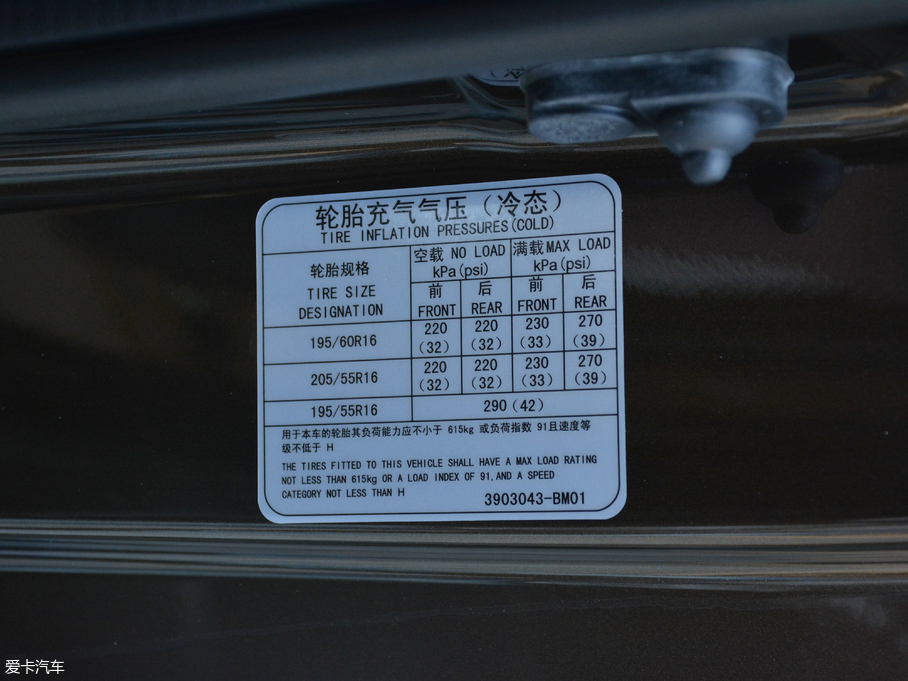 轮胎充气气压（冷态）
TIRE INFLATION PRESSURES(COLD)
轮胎规格
TIRE SIZE
DESIGNATION
空载 NO LOAD
kPa(psi)
满载MAX LOAD
kPa(psi)
前
FRONT
后
REAR
前
FRONT
后
REAR
195/60R16
220
(32)
220
(32)
230
(33)
270
(39)
205/55R16
220
(32)
220
(32)
230
(33)
270
(39)
195/55R16
290(42)
用于本车的轮胎其负荷能力应不小于 615kg 或负荷指数 91且速度等
级不低于 H
THE TIRES FITTED TO THIS VEHICLE SHALL HAVE A MAX LOAD RATING
NOT LESS THAN 615kg OR A LOAD INDEX OF 91,AND A SPEED
CATEGORY NOT LESS THAN H
3903043-BM01
爱卡汽车